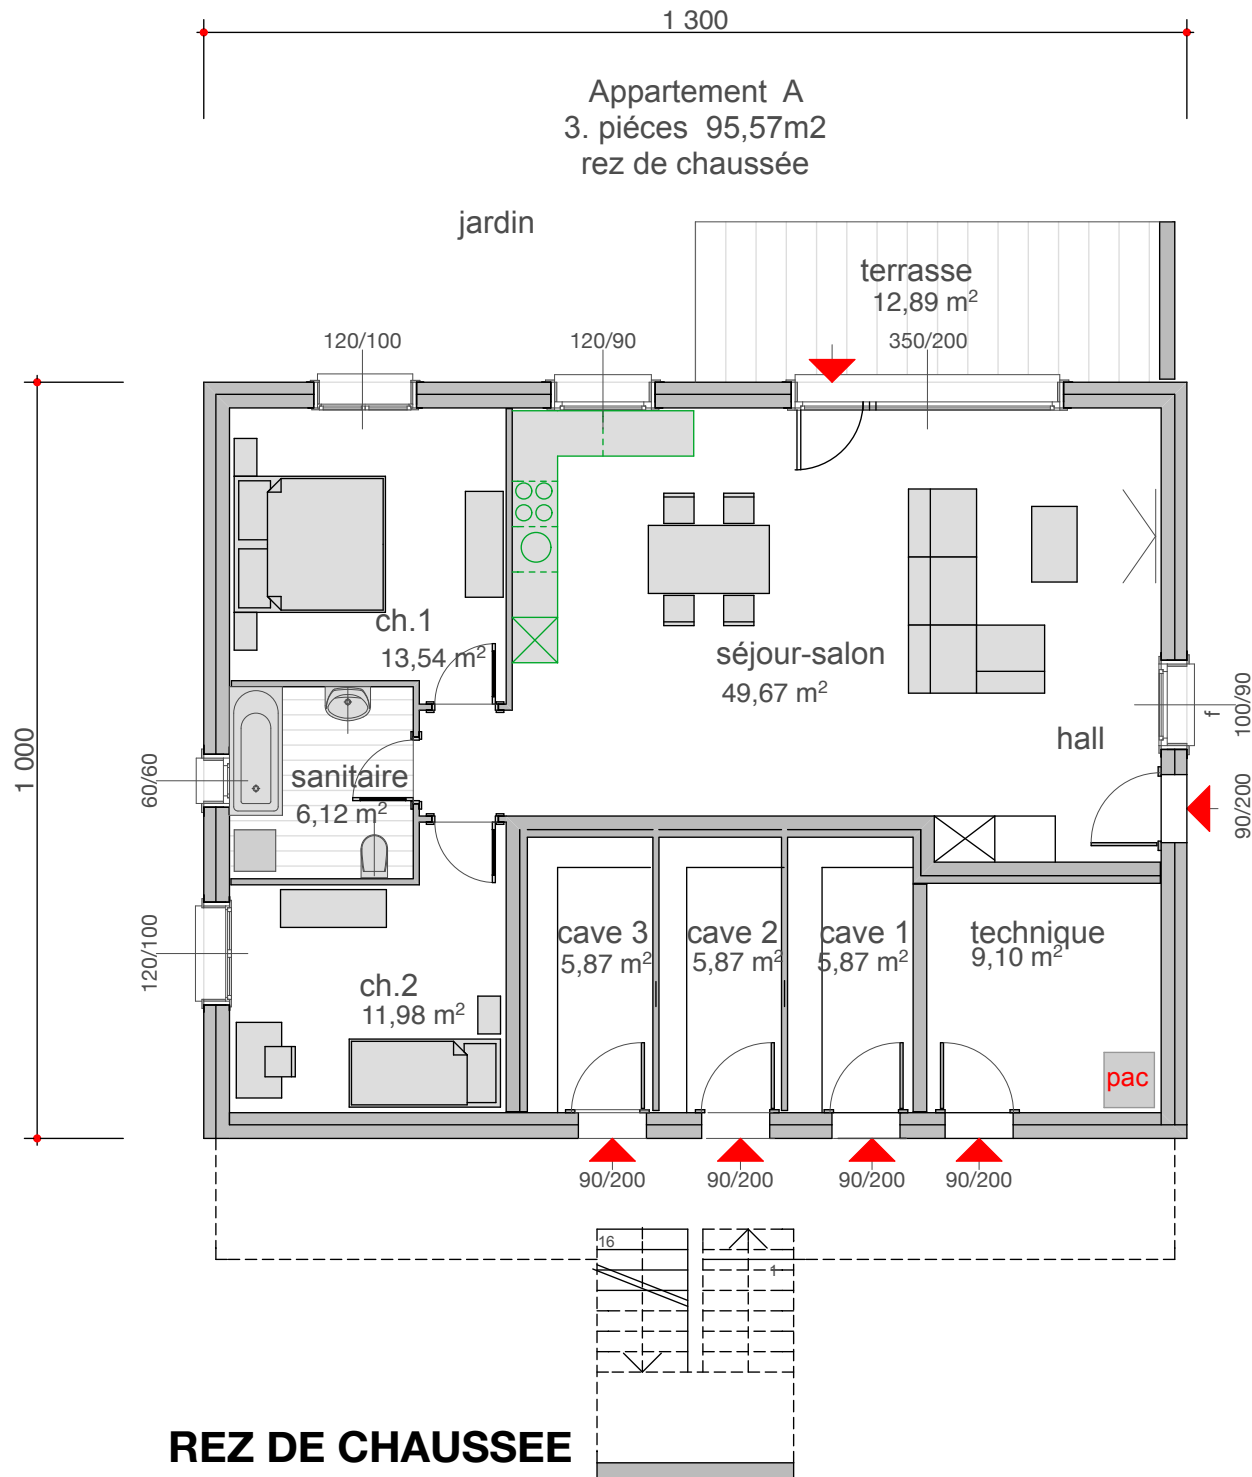 1 300
Appartement A
3. piéces 95,57m2
rez de chaussée
jardin
terrasse
12,89 m²
120/100
120/90
350/200
ch.1
13,54 m²
séjour-salon
49,67 m²
100/90
f
hall
1 000
60/60
sanitaire
6,12 m²
90/200
120/100
cave 3
5,87 m²
cave 2
5,87 m²
cave 1
5,87 m²
technique
9,10 m²
ch.2
11,98 m²
pac
90/200
90/200
90/200
90/200
16
1
REZ DE CHAUSSEE